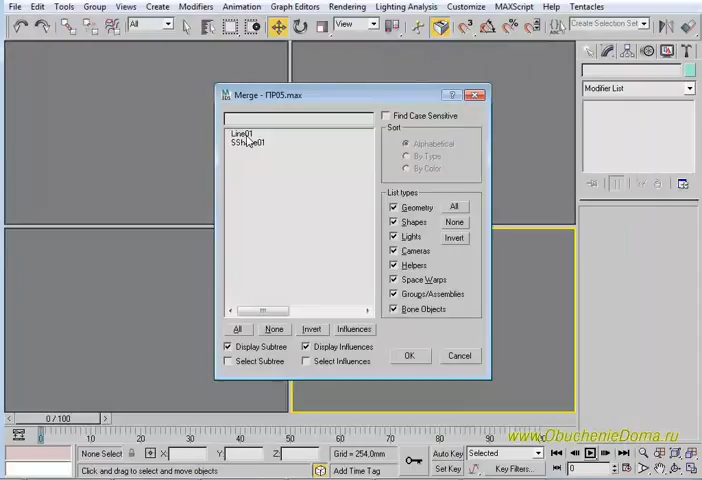 File Edit Tools Group Views Create Modifiers Animation Graph Editors Rendering Lighting Analysis Customize MAXScript Help Tentacles
All View Create Selection Set
Merge - ПР05.max
Find Case Sensitive
Sort
Alphabetical
By Type
By Color
Line01
SShape01
List types
Geometry All
Shapes None
Lights Invert
Cameras
Helpers
Space Warps
Groups/Assemblies
Bone Objects
All None Invert Influences
Display Subtree Display Influences
Select Subtree Select Influences
OK Cancel
Modifier List
0 / 100
0 10 20 30 40 50 60 70 80 90 100
www.ObuchenieDoma.ru
None Select X: Y: Z: Grid = 254,0mm Auto Key Selected
Click and drag to select and move objects Add Time Tag Set Key Key Filters... 0